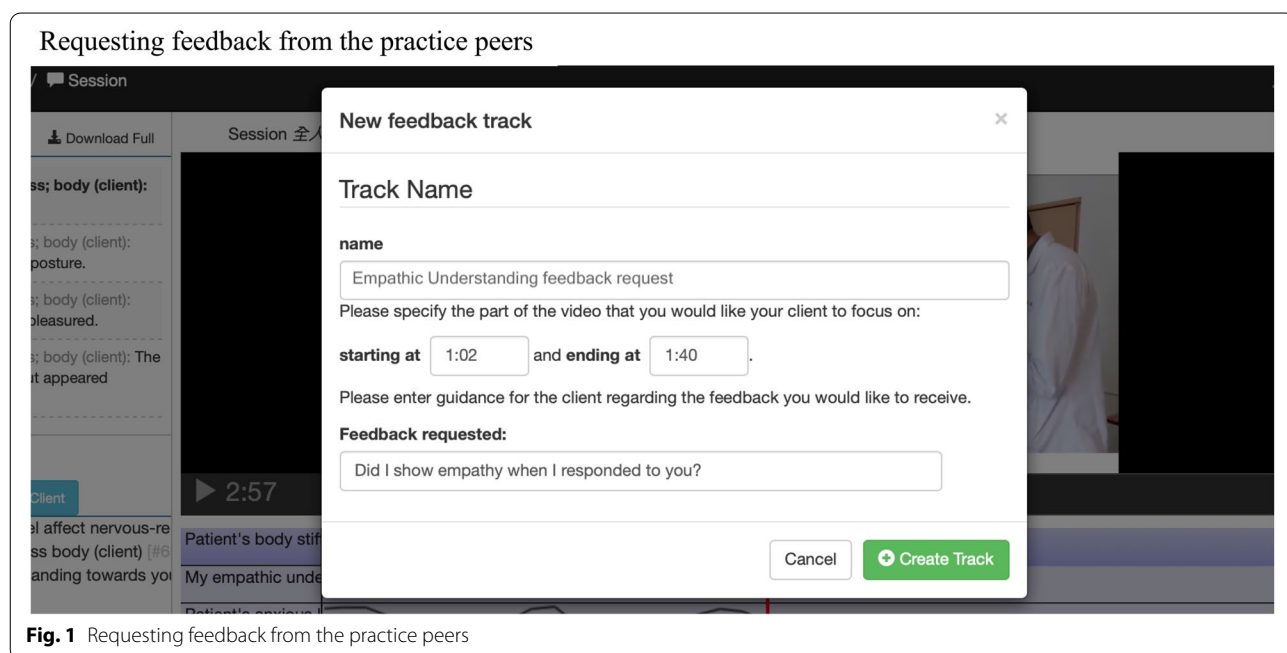 Requesting feedback from the practice peers
/ Session
Download Full
Session 全人
ss; body (client):
s; body (client):
posture.
s; body (client):
pleasured.
s; body (client): The
ut appeared
Client
el affect nervous-re
ss body (client) [#6
anding towards you
New feedback track
×
Track Name
name
Empathic Understanding feedback request
Please specify the part of the video that you would like your client to focus on:
starting at 1:02 and ending at 1:40 .
Please enter guidance for the client regarding the feedback you would like to receive.
Feedback requested:
Did I show empathy when I responded to you?
Cancel Create Track
2:57
Patient's body stif
My empathic unde
Patient's anxious l
Fig. 1 Requesting feedback from the practice peers